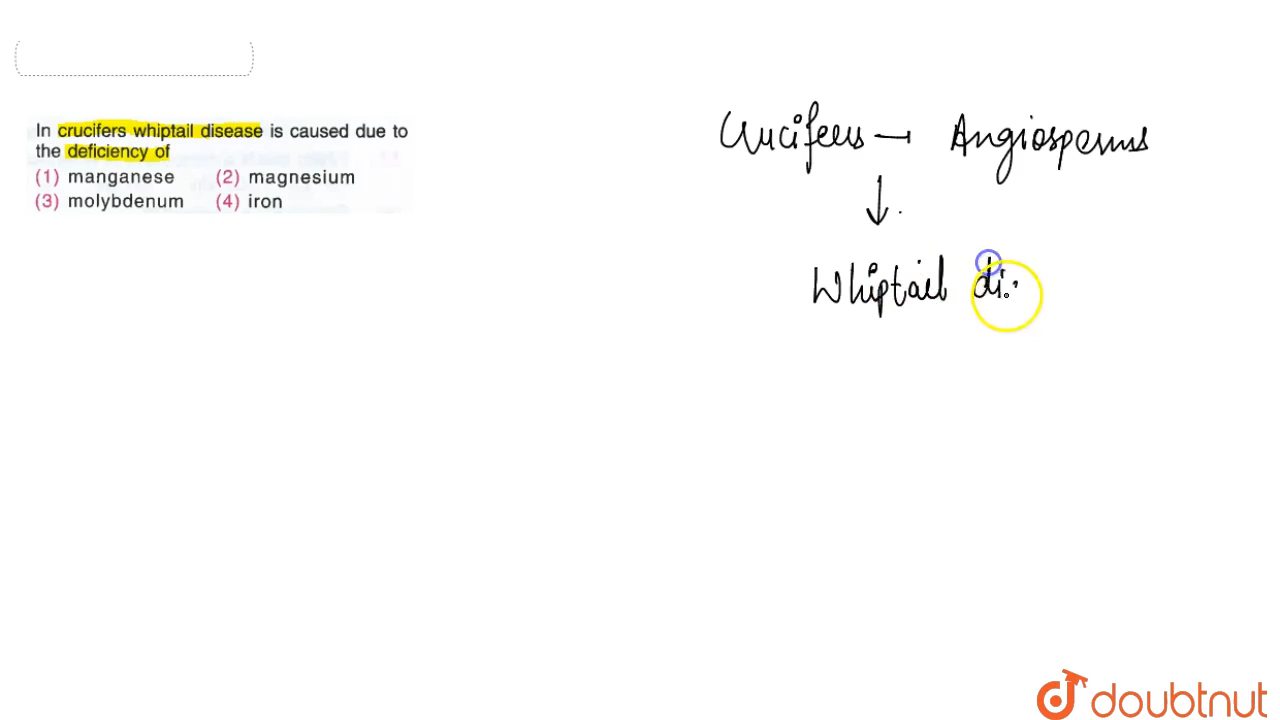 In crucifers whiptail disease is caused due to
the deficiency of
(1) manganese (2) magnesium
(3) molybdenum (4) iron
Crucifers → Angiosperms
Whiptail di
doubtnut